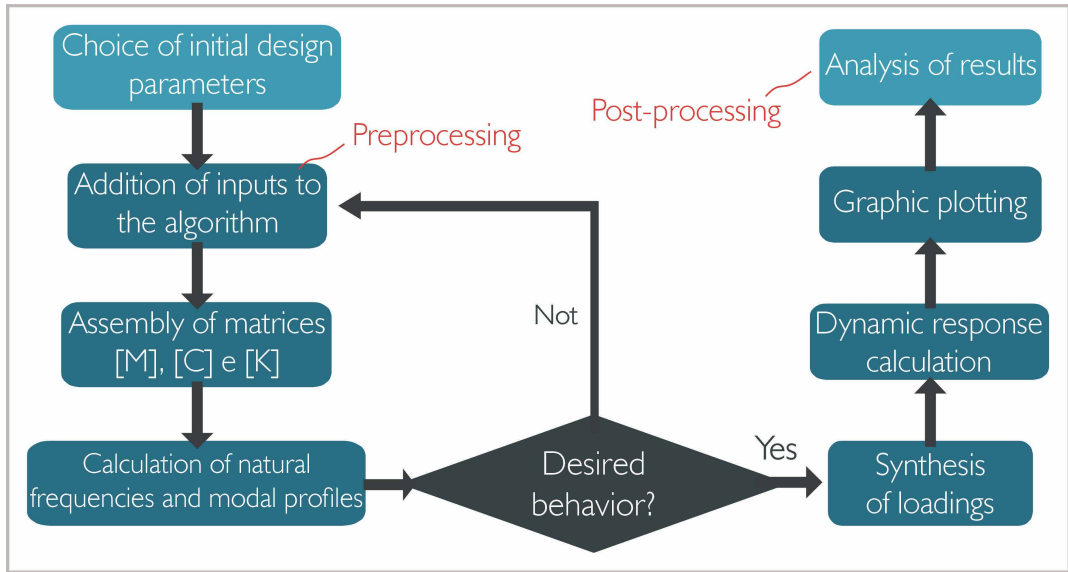 Choice of initial design
parameters
Preprocessing
Addition of inputs to
the algorithm
Assembly of matrices
[M], [C] e [K]
Calculation of natural
frequencies and modal profiles
Desired
behavior?
Not
Yes
Synthesis
of loadings
Dynamic response
calculation
Graphic plotting
Post-processing
Analysis of results